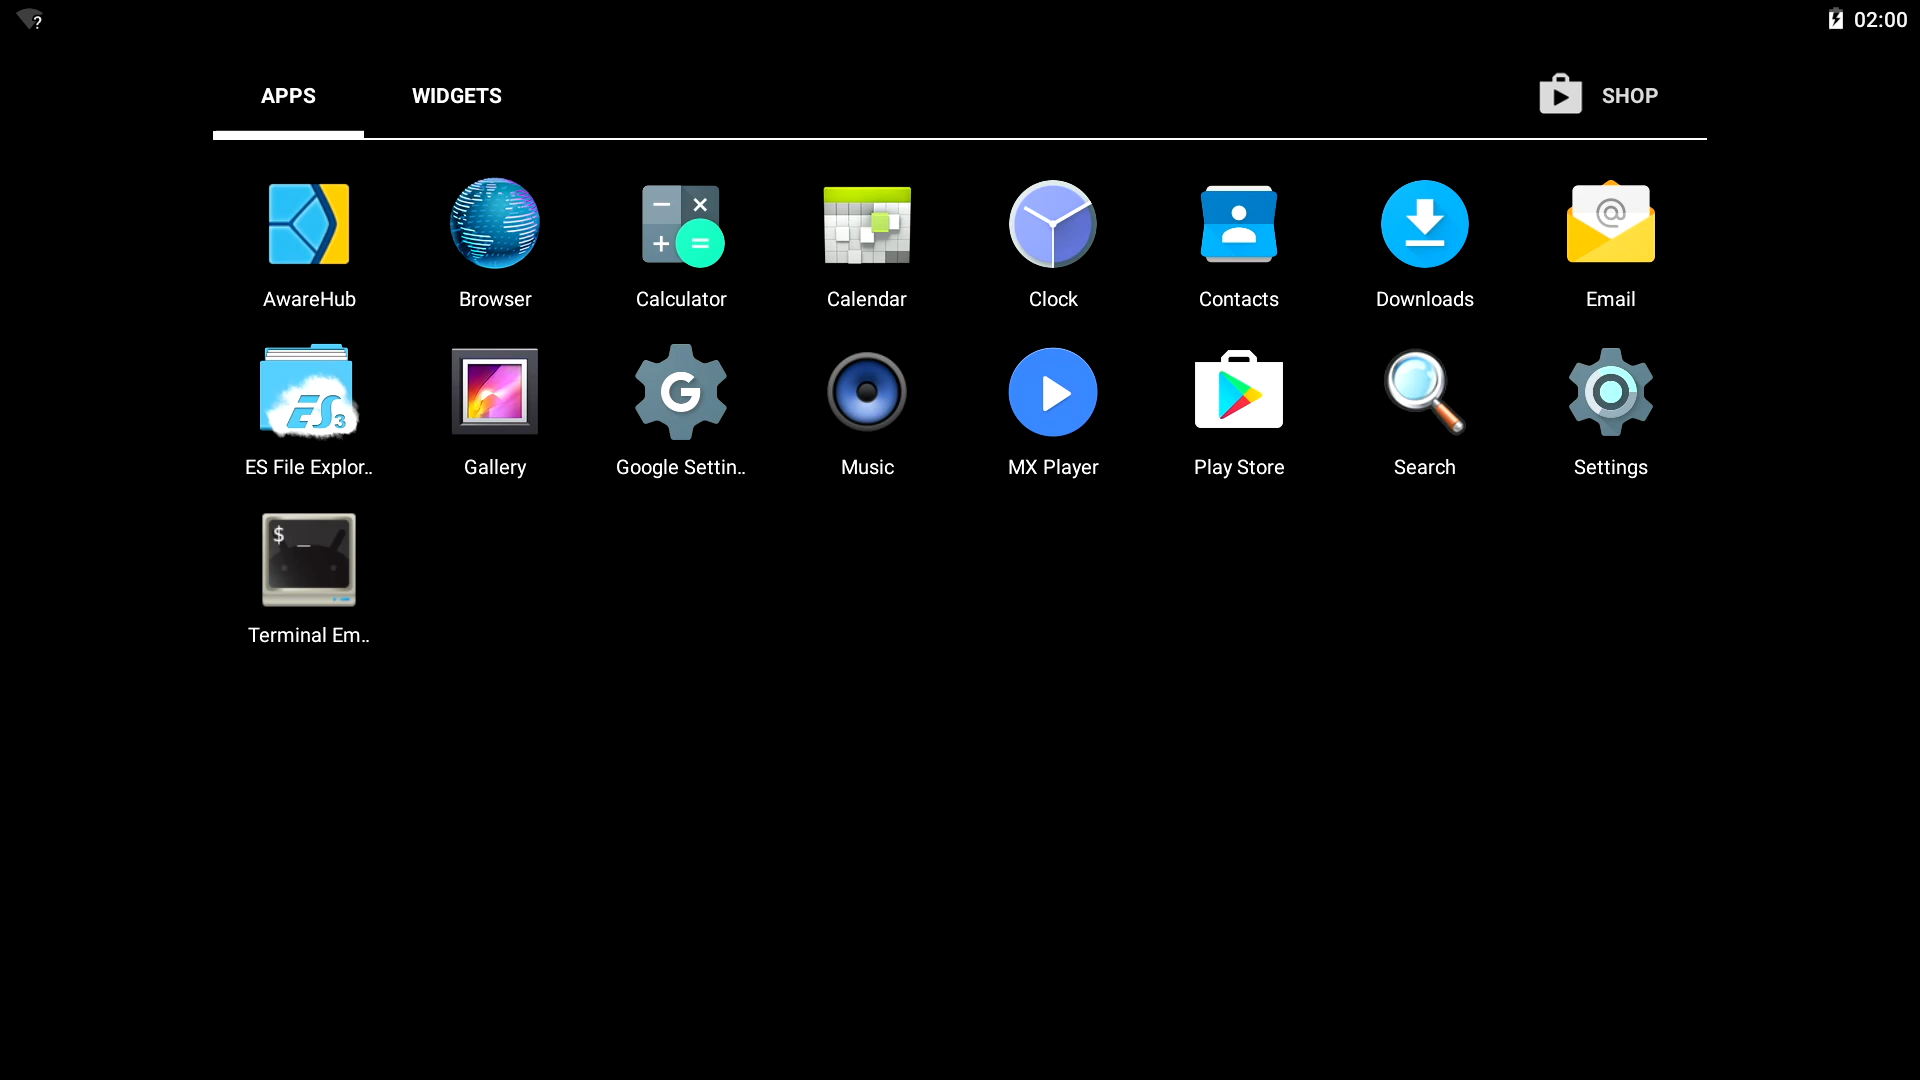 02:00
APPS WIDGETS SHOP
AwareHub Browser Calculator Calendar Clock Contacts Downloads Email
ES File Explor.. Gallery Google Settin.. Music MX Player Play Store Search Settings
Terminal Em..